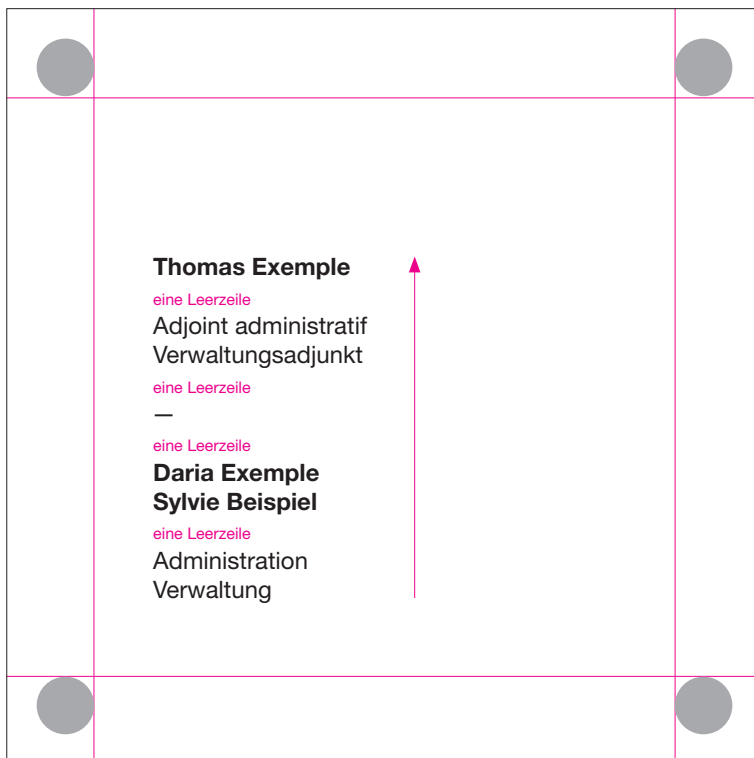 Thomas Exemple
eine Leerzeile
Adjoint administratif
Verwaltungsadjunkt
eine Leerzeile
—
eine Leerzeile
Daria Exemple
Sylvie Beispiel
eine Leerzeile
Administration
Verwaltung